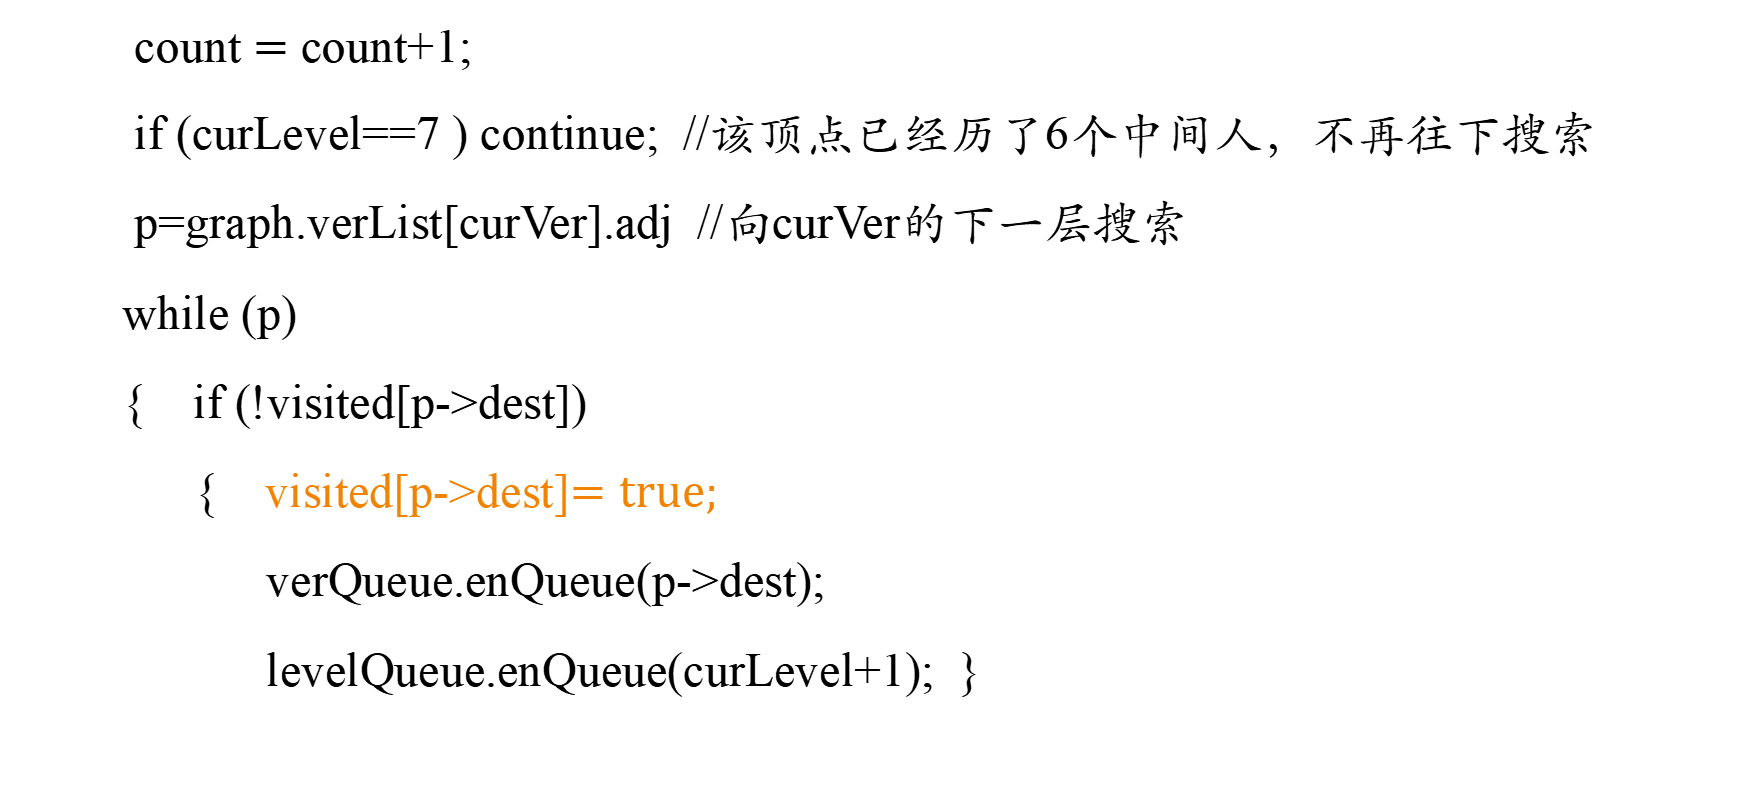 count = count+1;
if (curLevel==7 ) continue;  //该顶点已经历了6个中间人，不再往下搜索
p=graph.verList[curVer].adj  //向curVer的下一层搜索
while (p)
{    if (!visited[p->dest])
{    visited[p->dest]= true;
verQueue.enQueue(p->dest);
levelQueue.enQueue(curLevel+1);  }